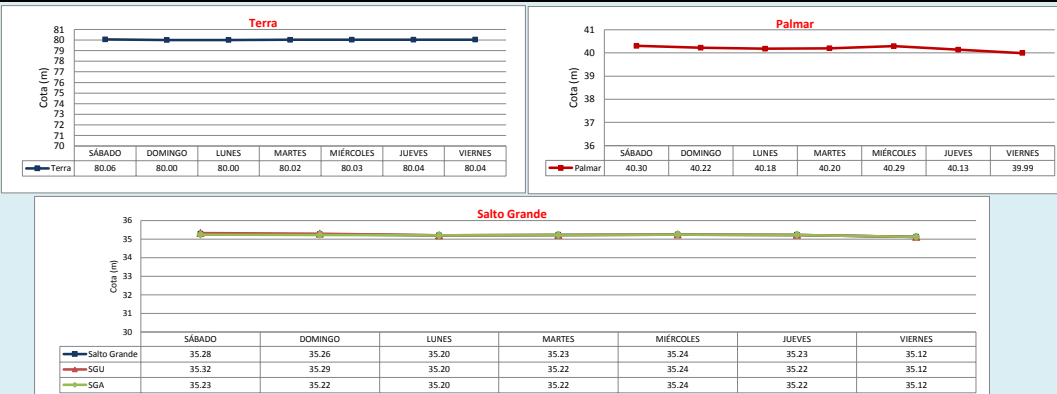 Terra
81
80
79
78
77
76
75
74
73
72
71
70
Cota (m)
SÁBADO DOMINGO LUNES MARTES MIÉRCOLES JUEVES VIERNES
Terra 80.06 80.00 80.00 80.02 80.03 80.04 80.04
Palmar
41
40
39
38
37
36
Cota (m)
SÁBADO DOMINGO LUNES MARTES MIÉRCOLES JUEVES VIERNES
Palmar 40.30 40.22 40.18 40.20 40.29 40.13 39.99
Salto Grande
36
35
34
33
32
31
30
Cota (m)
SÁBADO DOMINGO LUNES MARTES MIÉRCOLES JUEVES VIERNES
Salto Grande 35.28 35.26 35.20 35.23 35.24 35.23 35.12
SGU 35.32 35.29 35.20 35.22 35.24 35.22 35.12
SGA 35.23 35.22 35.20 35.22 35.24 35.22 35.12